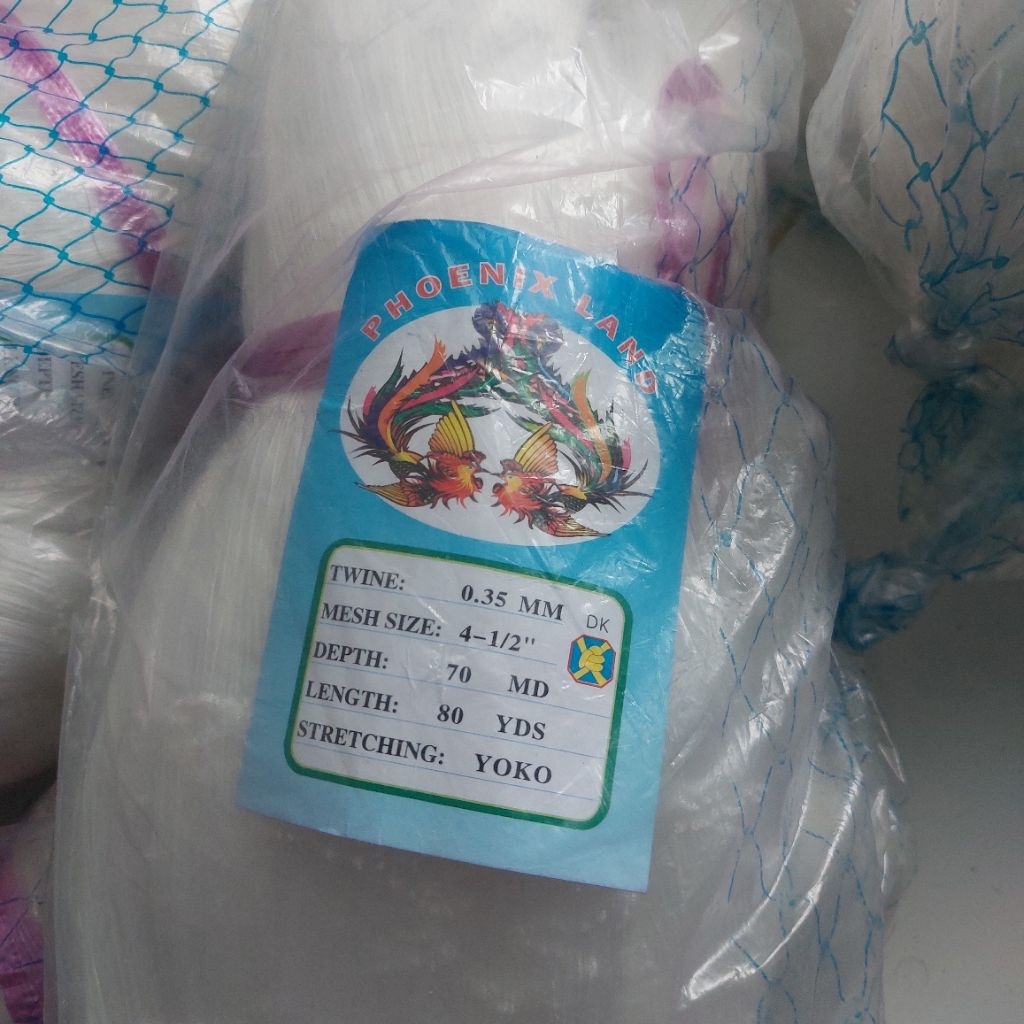 PHOENIX LAND
TWINE: 0.35 MM
DK
MESH SIZE: 4-1/2"
DEPTH: 70 MD
LENGTH: 80 YDS
STRETCHING: YOKO